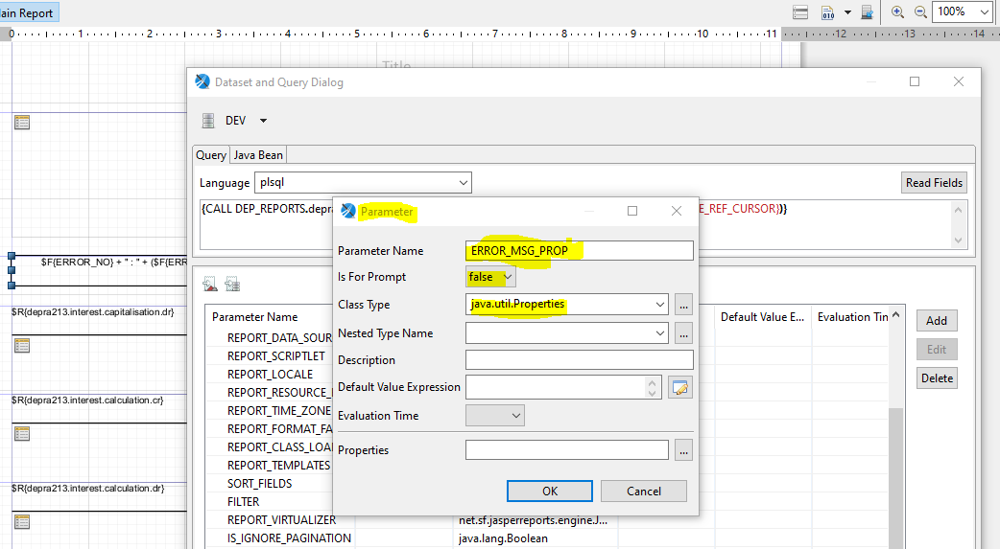 ain Report
100%
0 1 2 3 4 5 6 7 8 9 10 11 12 13 14
Title
Dataset and Query Dialog
DEV
Query Java Bean
Language plsql Read Fields
{CALL DEP_REPORTS.depra E_REF_CURSOR)}}
Parameter
Parameter Name ERROR_MSG_PROP
$F{ERROR_NO} + " : " + ($F{ERR
Is For Prompt false
Class Type java.util.Properties ...
$R{depra213.interest.capitalisation.dr}
Parameter Name Default Value E... Evaluation Tin
Add
Nested Type Name ...
REPORT_DATA_SOUR
Edit
REPORT_SCRIPTLET
Description
REPORT_LOCALE
Delete
Default Value Expression
REPORT_RESOURCE_
$R{depra213.interest.calculation.cr}
REPORT_TIME_ZONE
Evaluation Time
REPORT_FORMAT_FA
REPORT_CLASS_LOA
Properties ...
REPORT_TEMPLATES
SORT_FIELDS
$R{depra213.interest.calculation.dr}
OK Cancel
FILTER
REPORT_VIRTUALIZER net.sf.jasperreports.engine.J...
IS_IGNORE_PAGINATION java.lang.Boolean